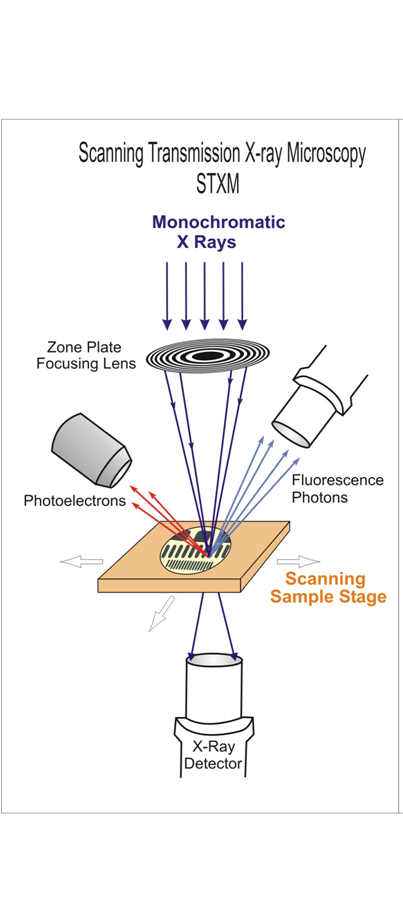 Scanning Transmission X-ray Microscopy
STXM
Monochromatic
X Rays
Zone Plate
Focusing Lens
Fluorescence
Photons
Photoelectrons
Scanning
Sample Stage
X-Ray
Detector